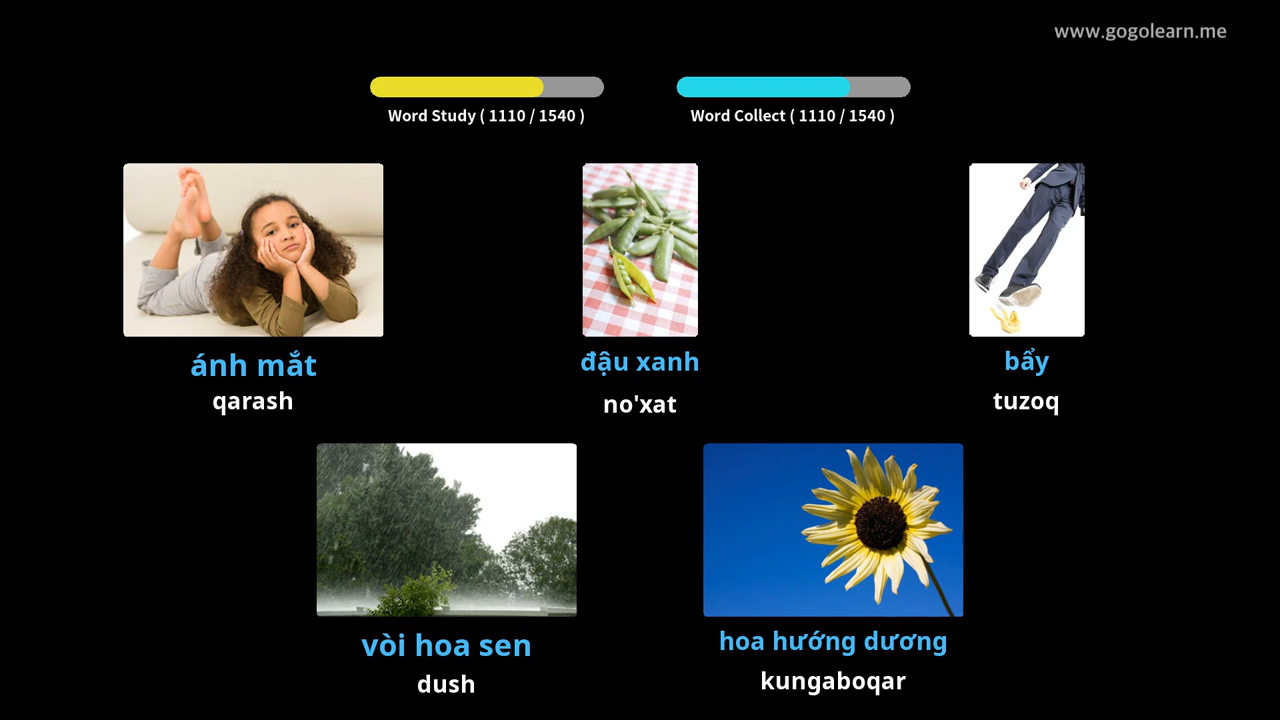 www.gogolearn.me
Word Study ( 1110 / 1540 )
Word Collect ( 1110 / 1540 )
ánh mắt
qarash
đậu xanh
no'xat
bẩy
tuzoq
vòi hoa sen
dush
hoa hướng dương
kungaboqar